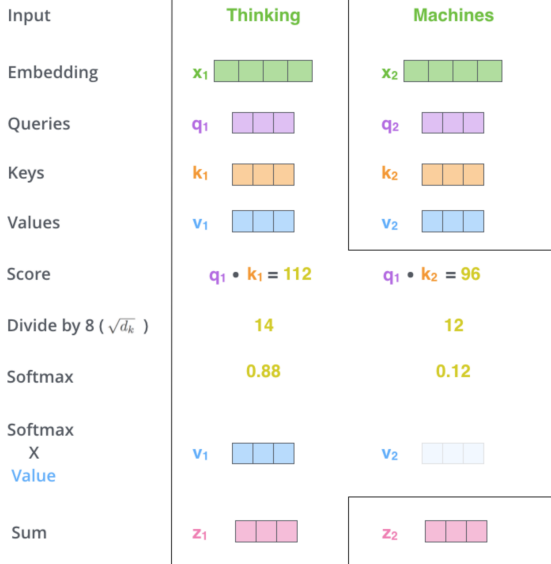 Input Thinking Machines
Embedding x₁ x₂
Queries q₁ q₂
Keys k₁ k₂
Values v₁ v₂
Score q₁ • k₁ = 112 q₁ • k₂ = 96
Divide by 8 ( √dₖ ) 14 12
Softmax 0.88 0.12
Softmax
X
Value
v₁ v₂
Sum z₁ z₂